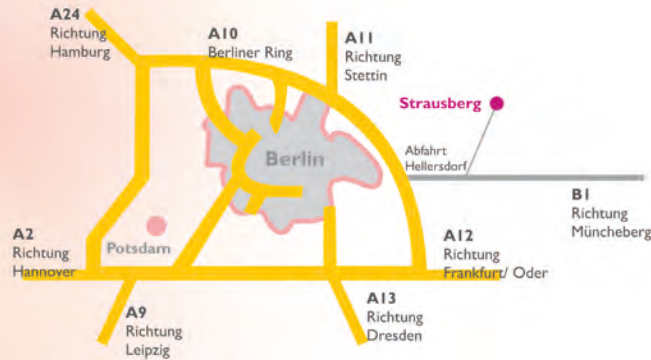 A24
Richtung
Hamburg
A10
Berliner Ring
A11
Richtung
Stettin
Strausberg
Abfahrt
Hellersdorf
Berlin
B1
Richtung
Müncheberg
A2
Richtung
Hannover
Potsdam
A12
Richtung
Frankfurt/ Oder
A9
Richtung
Leipzig
A13
Richtung
Dresden